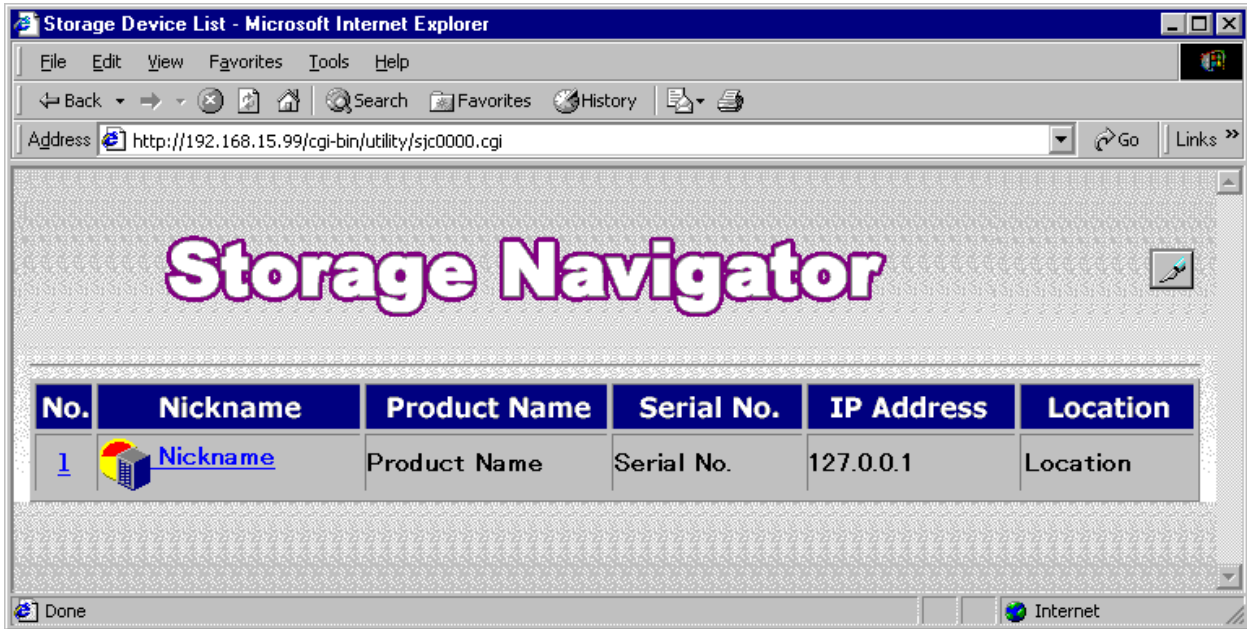 Storage Device List - Microsoft Internet Explorer
File Edit View Favorites Tools Help
Back Search Favorites History
Address http://192.168.15.99/cgi-bin/utility/sjc0000.cgi Go Links »
Storage Navigator
No. Nickname Product Name Serial No. IP Address Location
1 Nickname Product Name Serial No. 127.0.0.1 Location
Done Internet